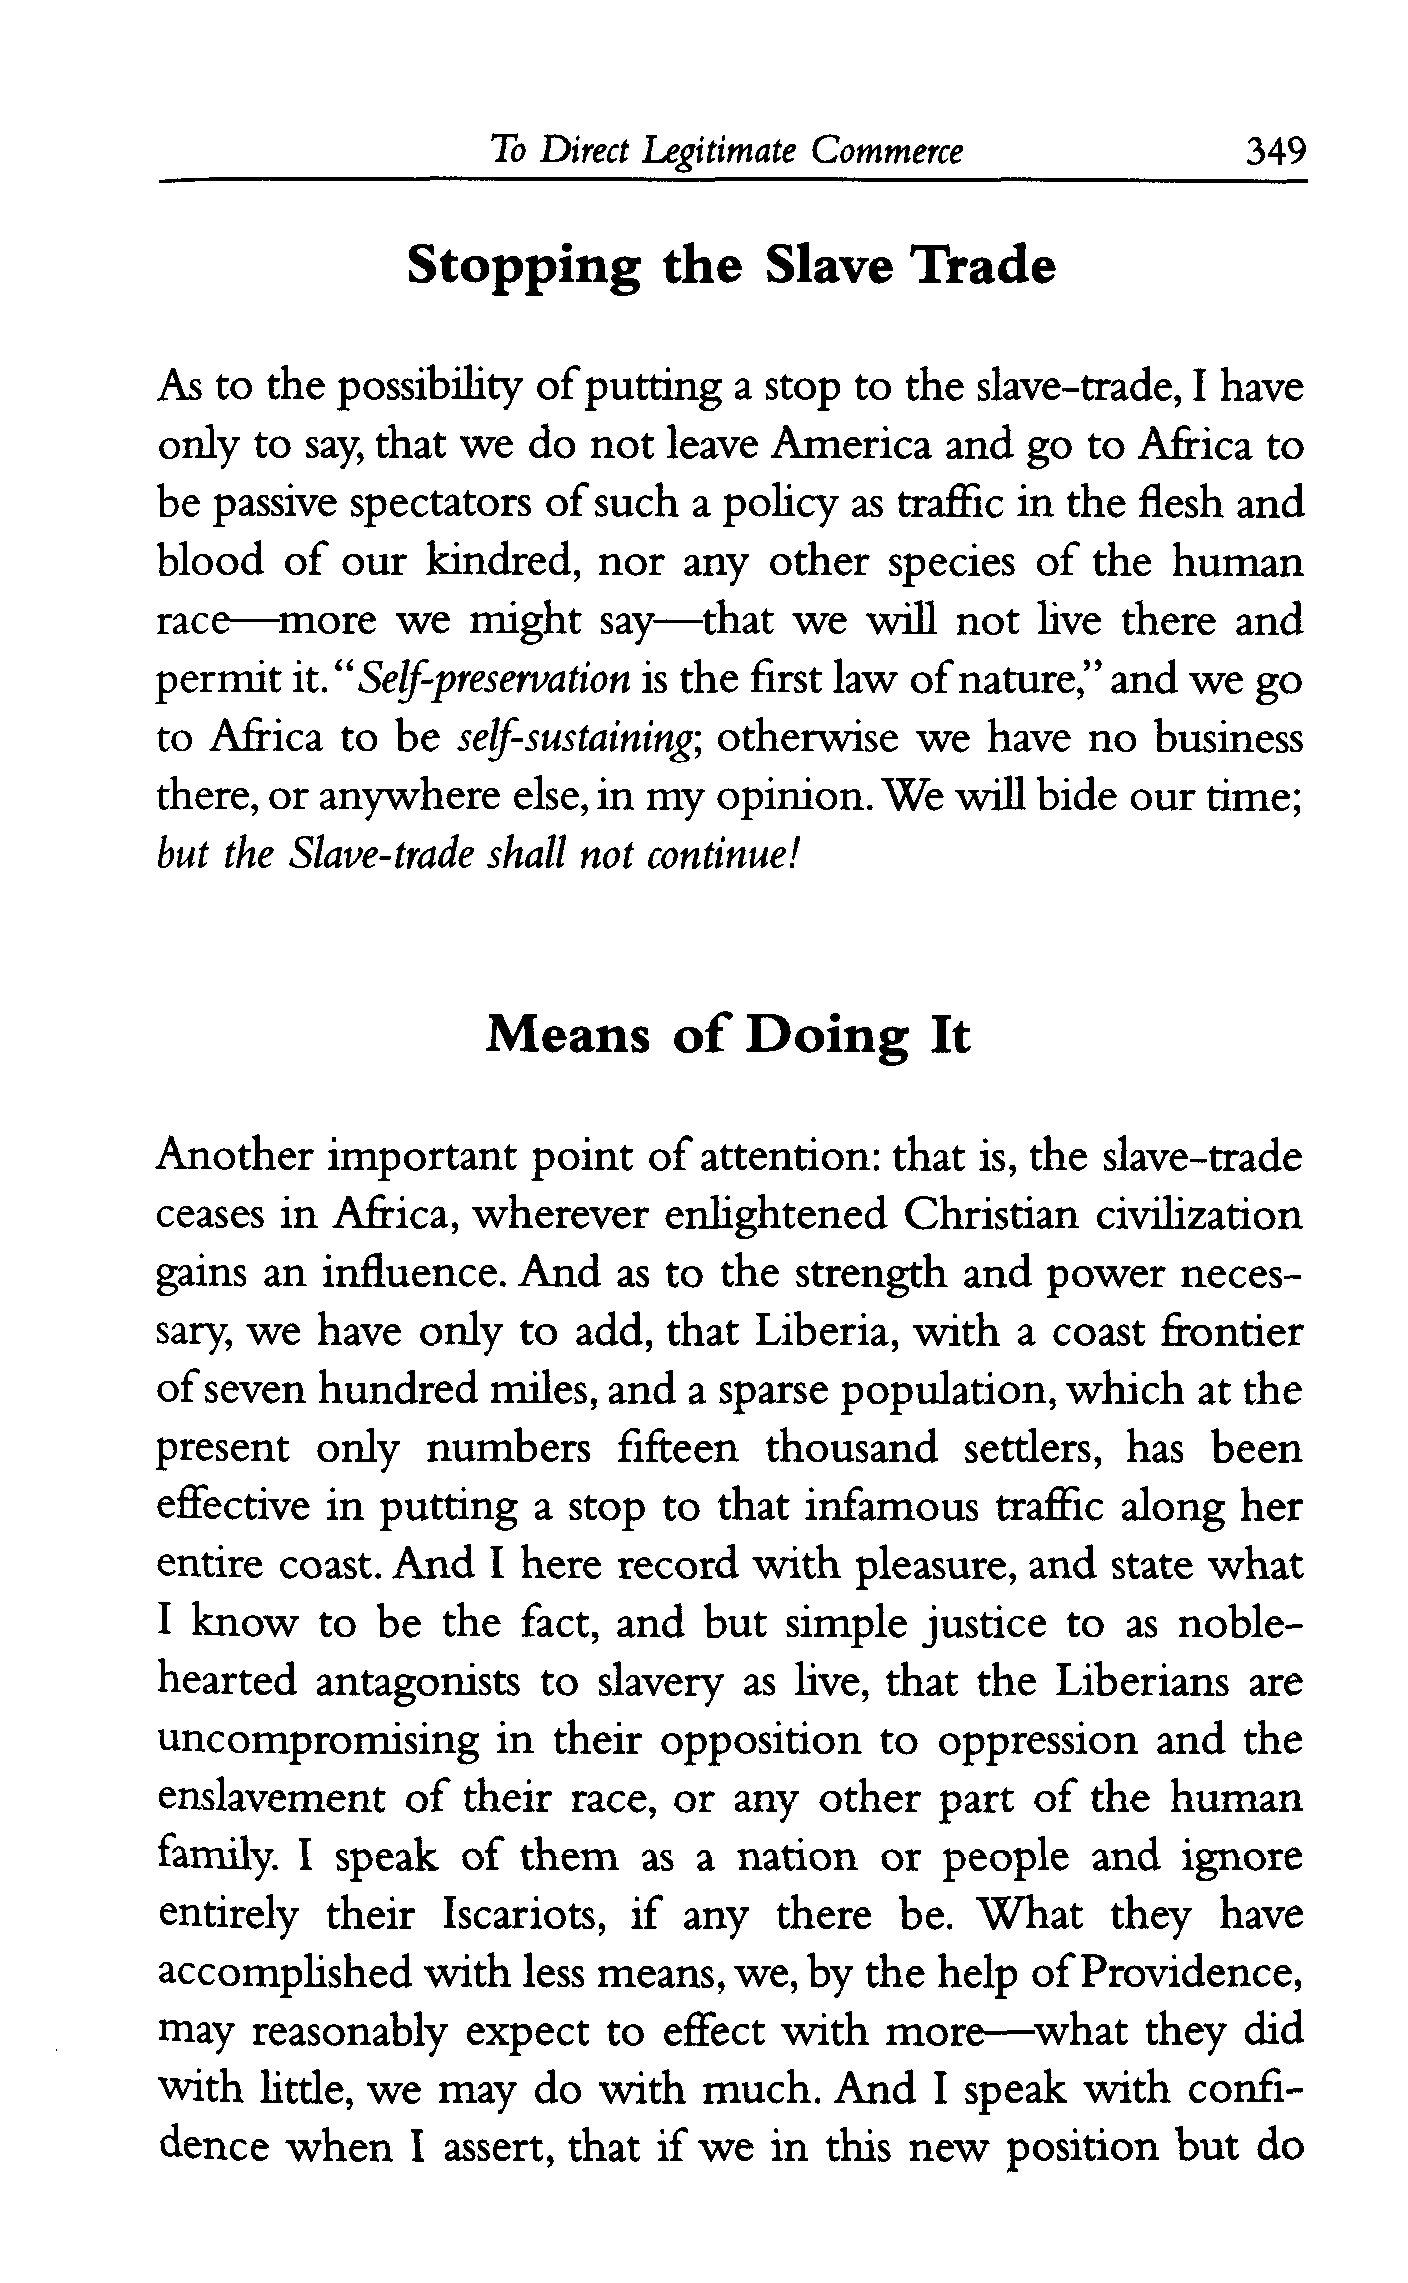 To Direct Legitimate Commerce 349
Stopping the Slave Trade
As to the possibility of putting a stop to the slave-trade, I have
only to say, that we do not leave America and go to Africa to
be passive spectators of such a policy as traffic in the flesh and
blood of our kindred, nor any other species of the human
race—more we might say—that we will not live there and
permit it. “Self-preservation is the first law of nature,” and we go
to Africa to be self-sustaining; otherwise we have no business
there, or anywhere else, in my opinion. We will bide our time;
but the Slave-trade shall not continue!
Means of Doing It
Another important point of attention: that is, the slave-trade
ceases in Africa, wherever enlightened Christian civilization
gains an influence. And as to the strength and power neces-
sary, we have only to add, that Liberia, with a coast frontier
of seven hundred miles, and a sparse population, which at the
present only numbers fifteen thousand settlers, has been
effective in putting a stop to that infamous traffic along her
entire coast. And I here record with pleasure, and state what
I know to be the fact, and but simple justice to as noble-
hearted antagonists to slavery as live, that the Liberians are
uncompromising in their opposition to oppression and the
enslavement of their race, or any other part of the human
family. I speak of them as a nation or people and ignore
entirely their Iscariots, if any there be. What they have
accomplished with less means, we, by the help of Providence,
may reasonably expect to effect with more—what they did
with little, we may do with much. And I speak with confi-
dence when I assert, that if we in this new position but do